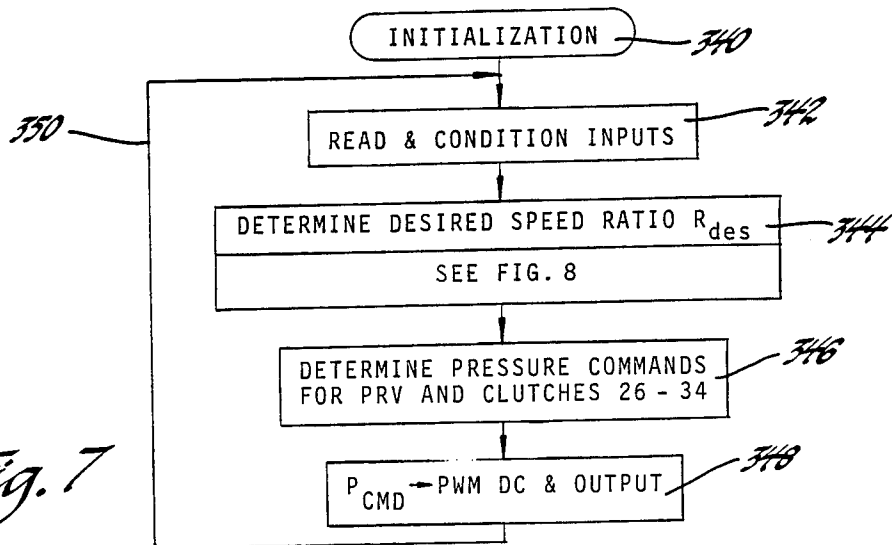 INITIALIZATION
340
350
342
READ & CONDITION INPUTS
DETERMINE DESIRED SPEED RATIO R des
344
SEE FIG. 8
346
DETERMINE PRESSURE COMMANDS
FOR PRV AND CLUTCHES 26 - 34
Fig. 7
348
P CMD → PWM DC & OUTPUT